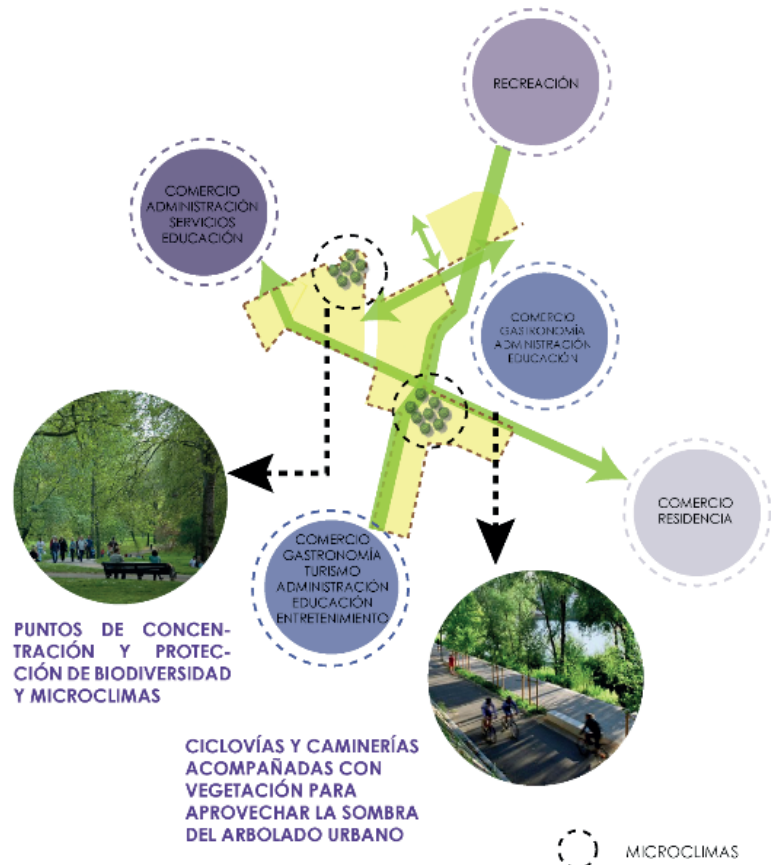 RECREACIÓN
COMERCIO
ADMINISTRACIÓN
SERVICIOS
EDUCACIÓN
COMERCIO
GASTRONOMÍA
ADMINISTRACIÓN
EDUCACIÓN
COMERCIO
RESIDENCIA
COMERCIO
GASTRONOMÍA
TURISMO
ADMINISTRACIÓN
EDUCACIÓN
ENTRETENIMIENTO
PUNTOS DE CONCEN-
TRACIÓN Y PROTEC-
CIÓN DE BIODIVERSIDAD
Y MICROCLIMAS
CICLOVÍAS Y CAMINERÍAS
ACOMPAÑADAS CON
VEGETACIÓN PARA
APROVECHAR LA SOMBRA
DEL ARBOLADO URBANO
MICROCLIMAS